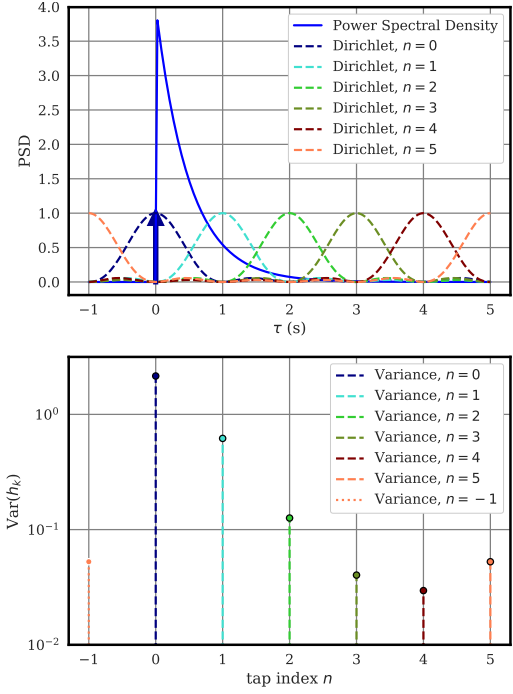 4.0
3.5
3.0
2.5
2.0
1.5
1.0
0.5
0.0
PSD
Power Spectral Density
Dirichlet, n = 0
Dirichlet, n = 1
Dirichlet, n = 2
Dirichlet, n = 3
Dirichlet, n = 4
Dirichlet, n = 5
−1 0 1 2 3 4 5
τ (s)
10⁰
10⁻¹
10⁻²
Var(hₖ)
Variance, n = 0
Variance, n = 1
Variance, n = 2
Variance, n = 3
Variance, n = 4
Variance, n = 5
Variance, n = −1
−1 0 1 2 3 4 5
tap index n